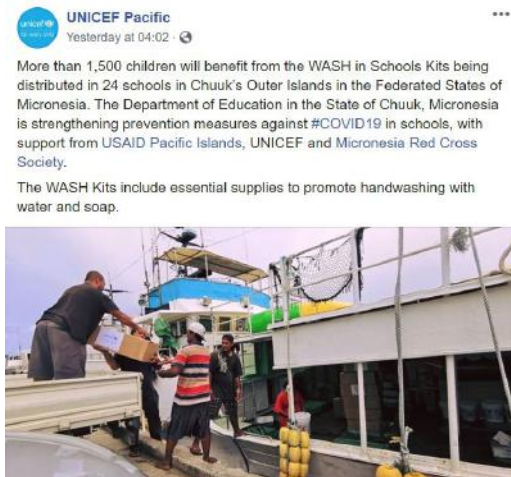 unicef
UNICEF Pacific
Yesterday at 04:02 ·
More than 1,500 children will benefit from the WASH in Schools Kits being
distributed in 24 schools in Chuuk's Outer Islands in the Federated States of
Micronesia. The Department of Education in the State of Chuuk, Micronesia
is strengthening prevention measures against #COVID19 in schools, with
support from USAID Pacific Islands, UNICEF and Micronesia Red Cross
Society.
The WASH Kits include essential supplies to promote handwashing with
water and soap.